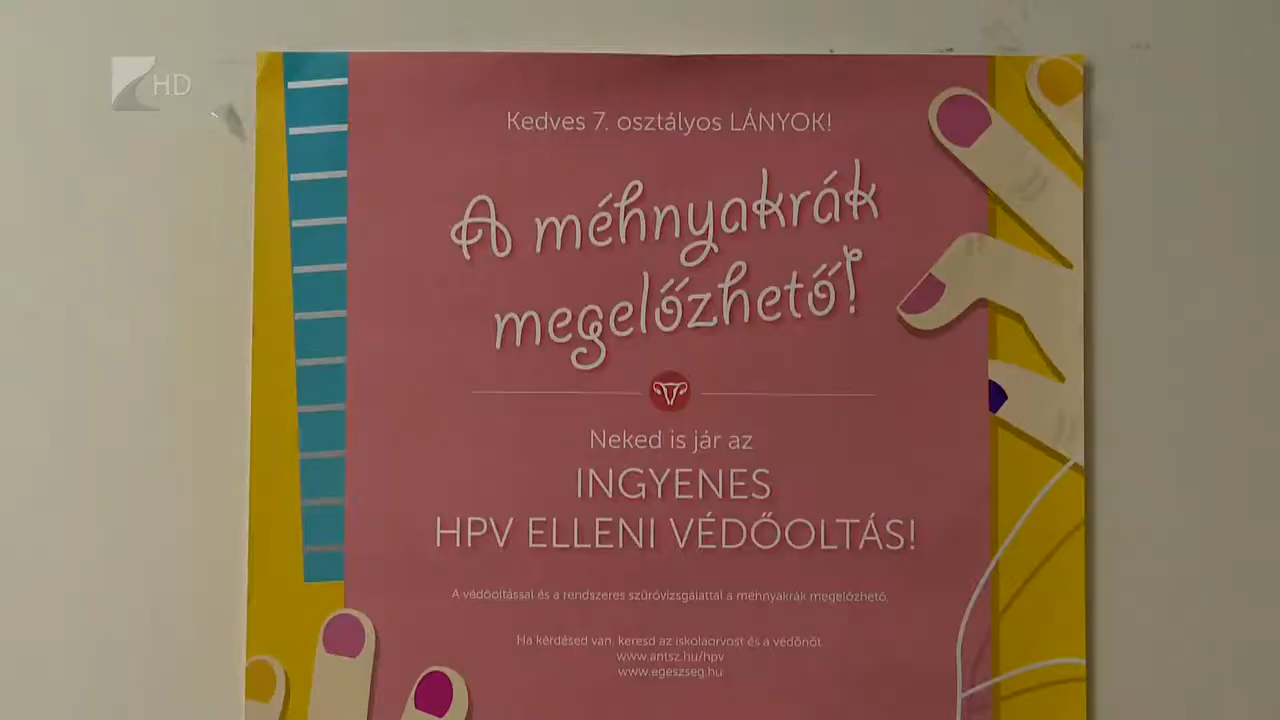 HD
Kedves 7. osztályos LÁNYOK!
A méhnyakrák
megelőzhető!
Neked is jár az
INGYENES
HPV ELLENI VÉDŐOLTÁS!
A védőoltással és a rendszeres szűrővizsgálattal a méhnyakrák megelőzhető.
Ha kérdésed van, keresd az iskolaorvost és a védőnőt
www.antsz.hu/hpv
www.egeszseg.hu